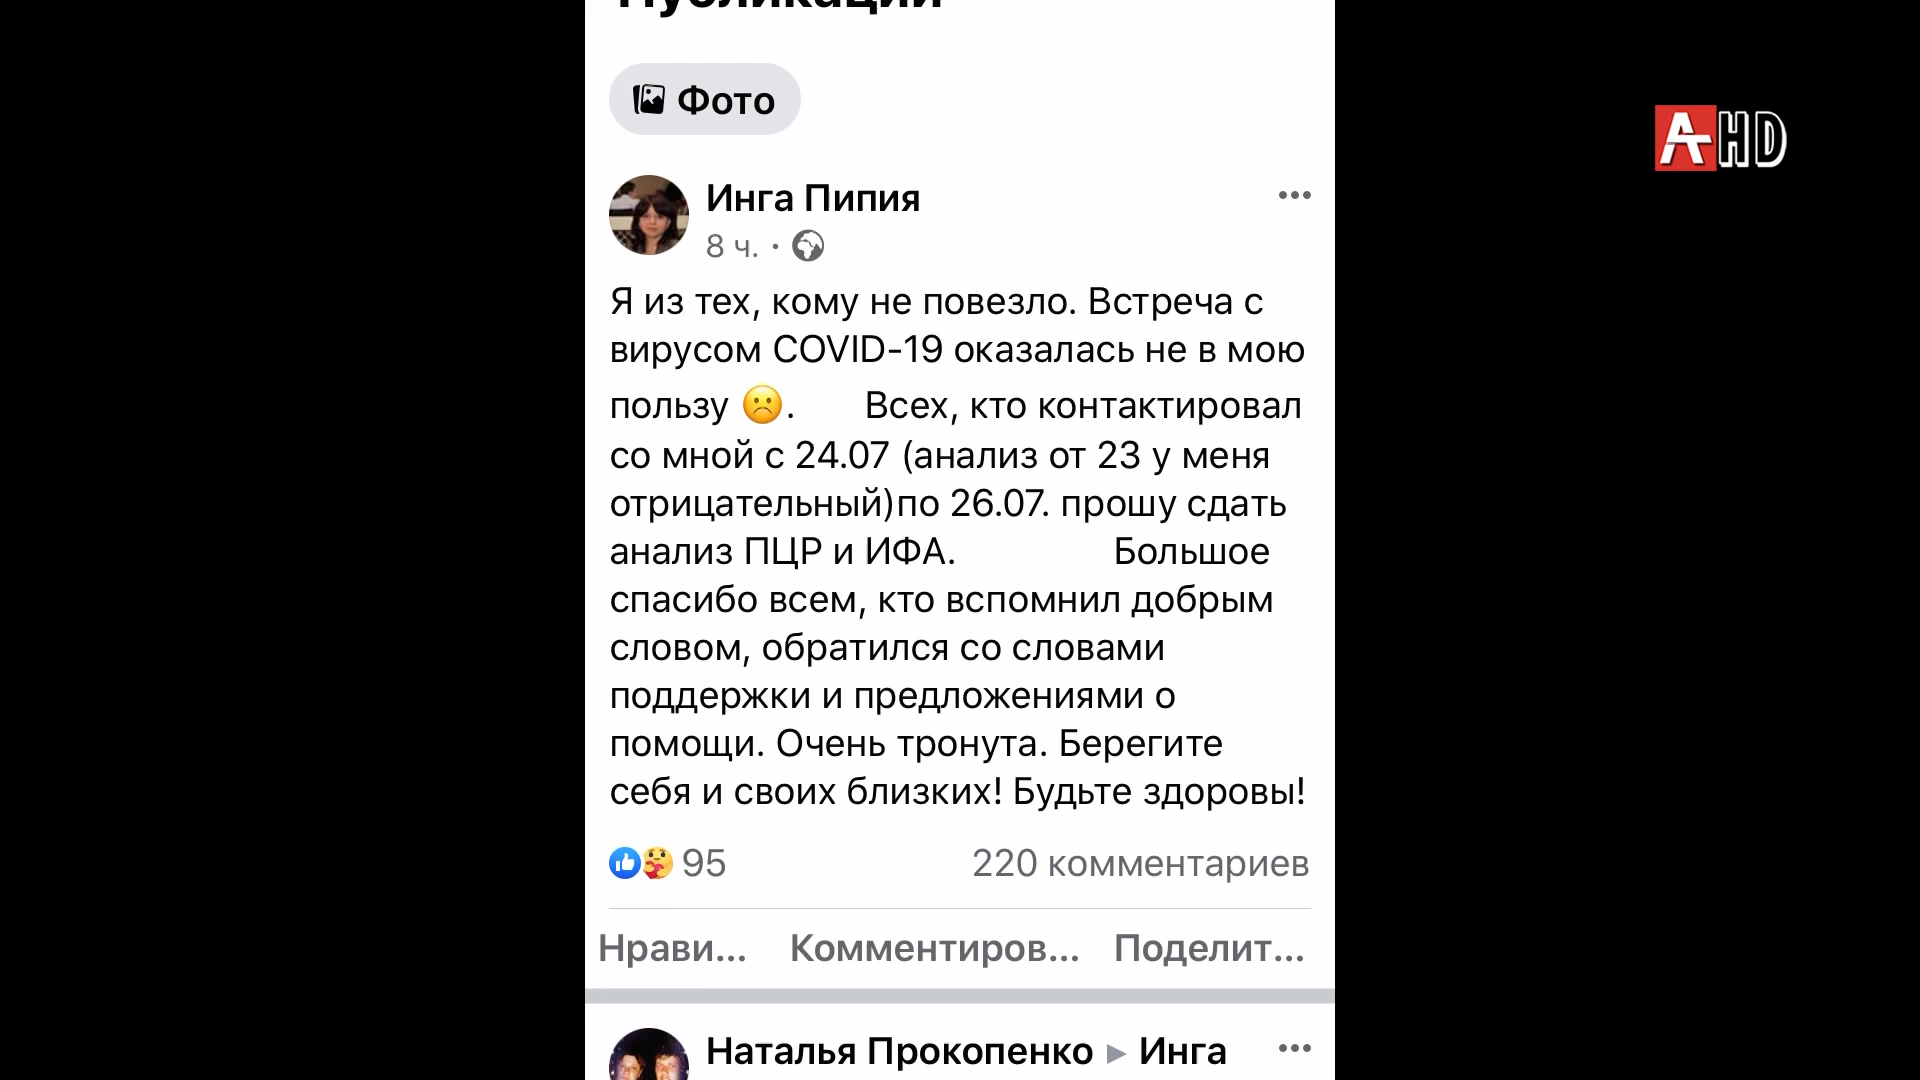 Публикации
Фото
AHD
Инга Пипия
8 ч. ·
Я из тех, кому не повезло. Встреча с
вирусом COVID-19 оказалась не в мою
пользу ☹️. Всех, кто контактировал
со мной с 24.07 (анализ от 23 у меня
отрицательный)по 26.07. прошу сдать
анализ ПЦР и ИФА. Большое
спасибо всем, кто вспомнил добрым
словом, обратился со словами
поддержки и предложениями о
помощи. Очень тронута. Берегите
себя и своих близких! Будьте здоровы!
95 220 комментариев
Нрави... Комментиров... Поделит...
Наталья Прокопенко ▸ Инга